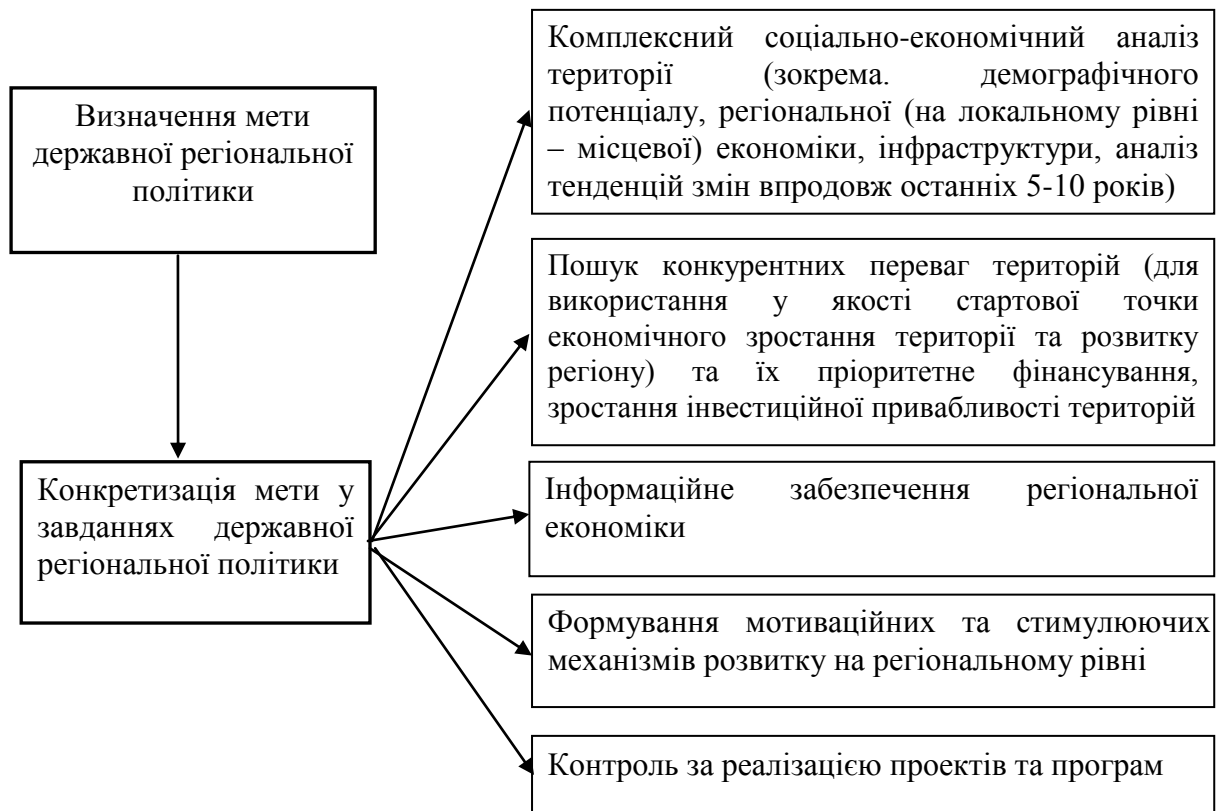 Визначення мети
державної регіональної
політики
Конкретизація мети у
завданнях державної
регіональної політики
Комплексний соціально-економічний аналіз
території (зокрема. демографічного
потенціалу, регіональної (на локальному рівні
– місцевої) економіки, інфраструктури, аналіз
тенденцій змін впродовж останніх 5-10 років)
Пошук конкурентних переваг територій (для
використання у якості стартової точки
економічного зростання території та розвитку
регіону) та їх пріоритетне фінансування,
зростання інвестиційної привабливості територій
Інформаційне забезпечення регіональної
економіки
Формування мотиваційних та стимулюючих
механізмів розвитку на регіональному рівні
Контроль за реалізацією проектів та програм